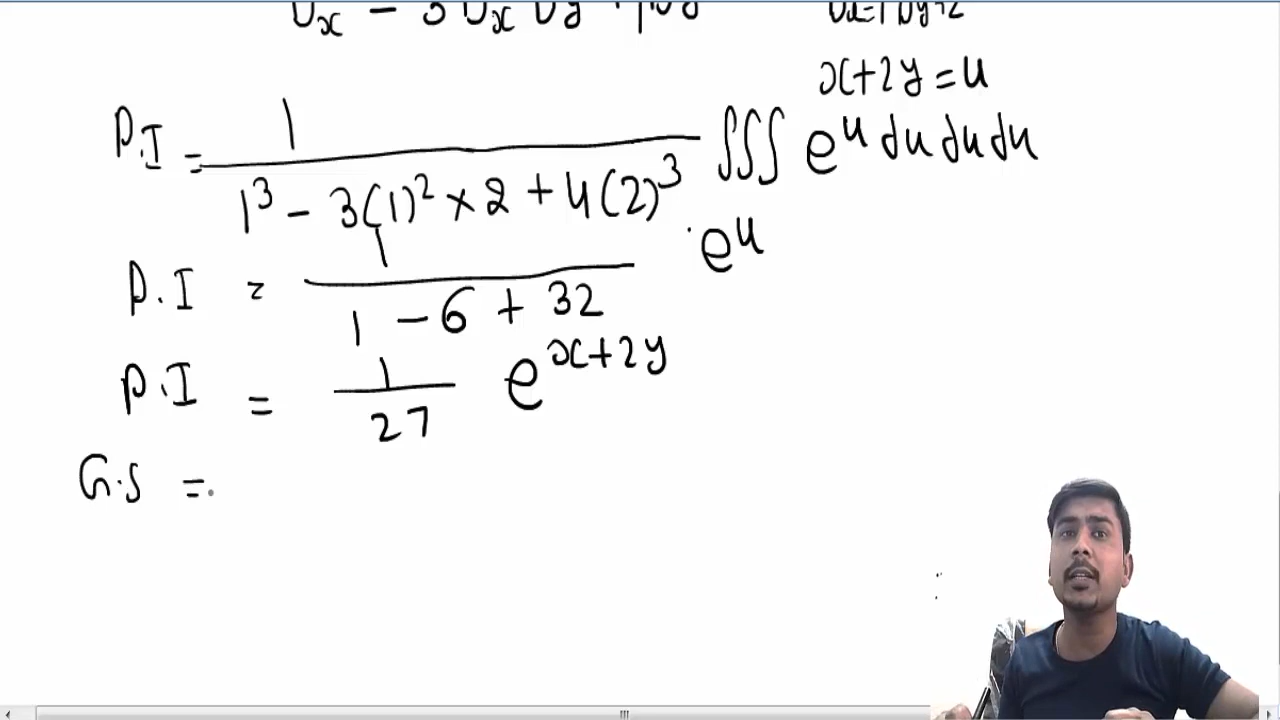 x+2y=u
P.I = 1 / (1³ - 3(1)² × 2 + 4(2)³) ∭ eᵘ du du du
P.I = 1 / (1 - 6 + 32) · eᵘ
P.I = 1/27 e^(x+2y)
G.S =